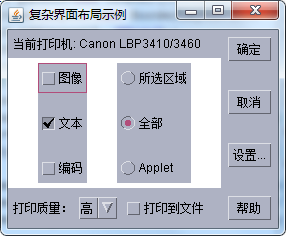 复杂界面布局示例
当前打印机: Canon LBP3410/3460
确定
图像
所选区域
取消
文本
全部
设置...
编码
Applet
打印质量:
高
打印到文件
帮助